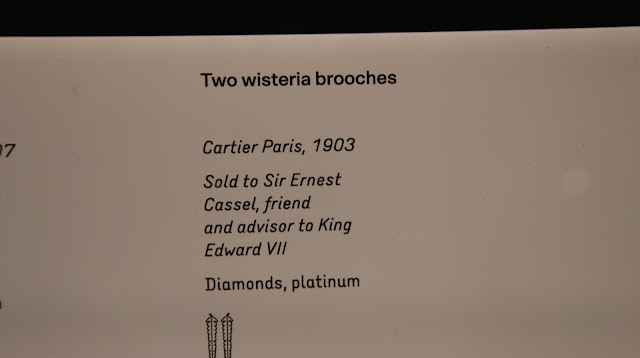 Two wisteria brooches
07
Cartier Paris, 1903
Sold to Sir Ernest
Cassel, friend
and advisor to King
Edward VII
Diamonds, platinum